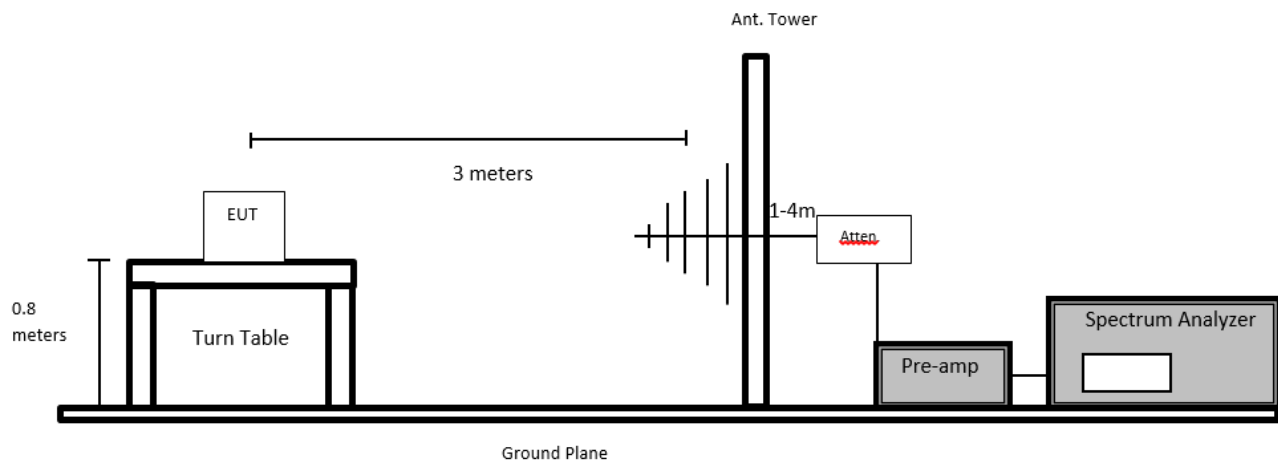 Ant. Tower
3 meters
EUT
1-4m
Atten
0.8
meters
Turn Table
Spectrum Analyzer
Pre-amp
Ground Plane